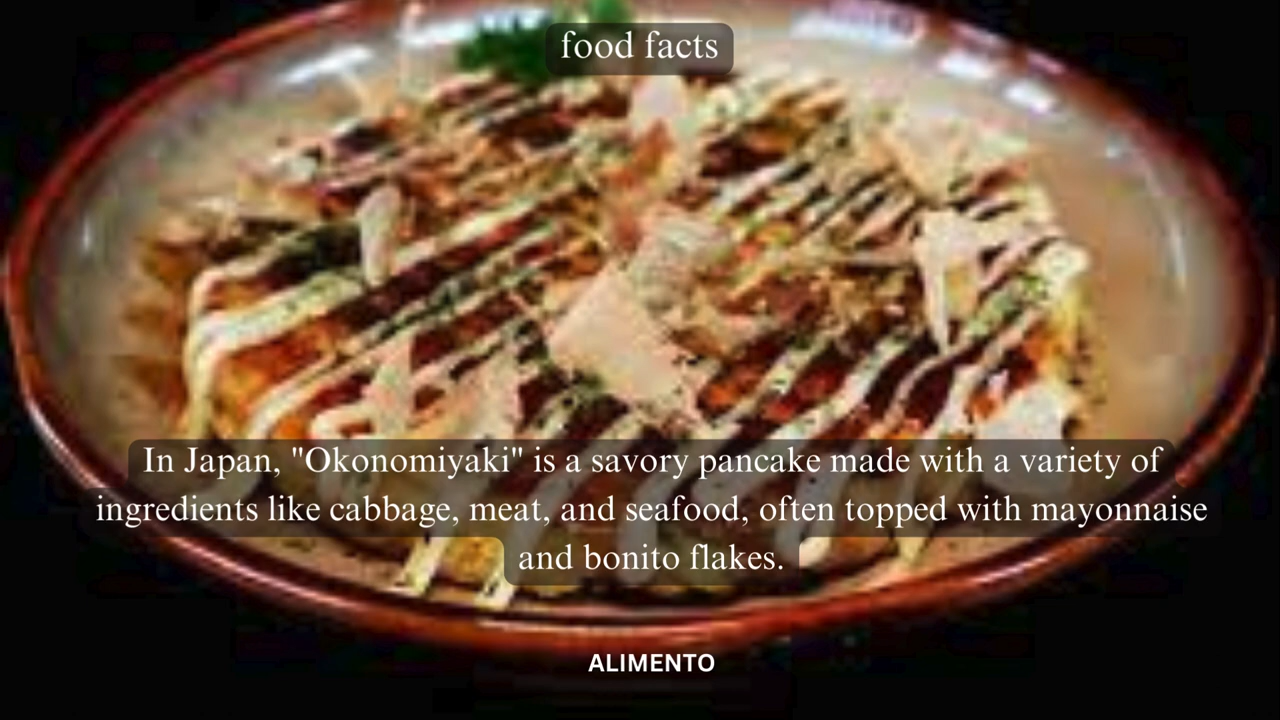 food facts
In Japan, "Okonomiyaki" is a savory pancake made with a variety of
ingredients like cabbage, meat, and seafood, often topped with mayonnaise
and bonito flakes.
ALIMENTO